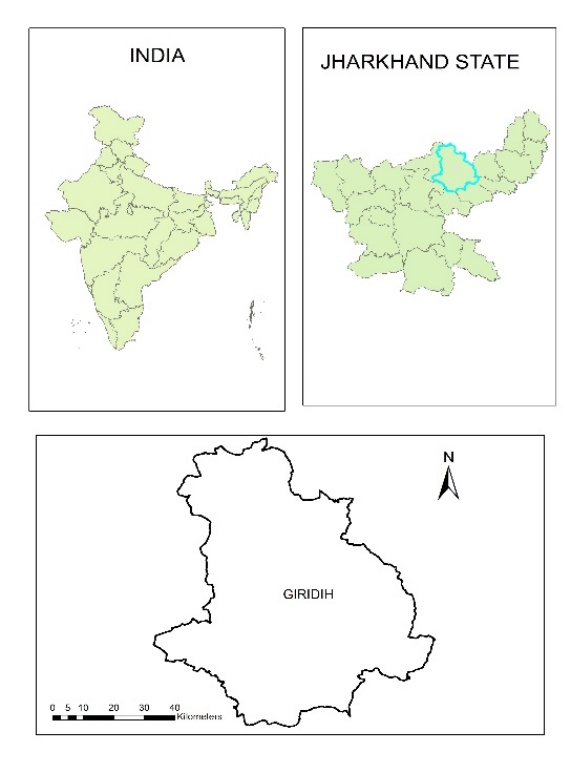 INDIA
JHARKHAND STATE
N
GIRIDIH
0 5 10 20 30 40
Kilometers